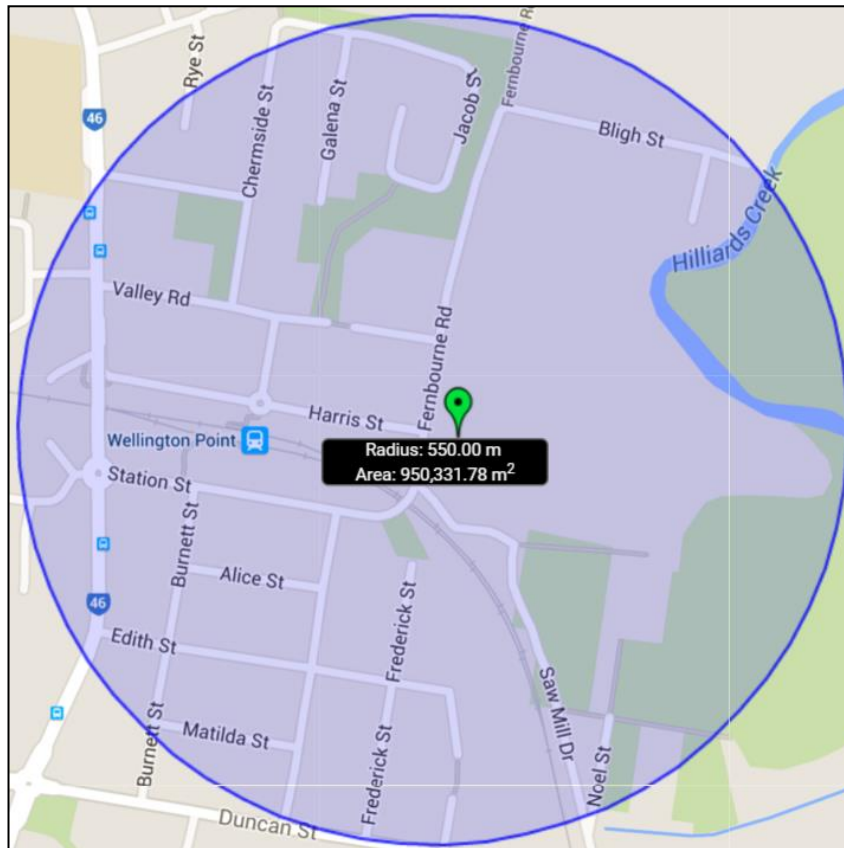 Fernbourne Rd
Rye St
46
Chermside St
Galena St
Jacob S
Bligh St
Hilliards Creek
Valley Rd
Fernbourne Rd
Harris St
Wellington Point
Radius: 550.00 m
Area: 950,331.78 m²
Station St
Burnett St
Alice St
46
Edith St
Frederick St
Saw Mill Dr
Matilda St
Burnett St
Frederick St
Noel St
Duncan St